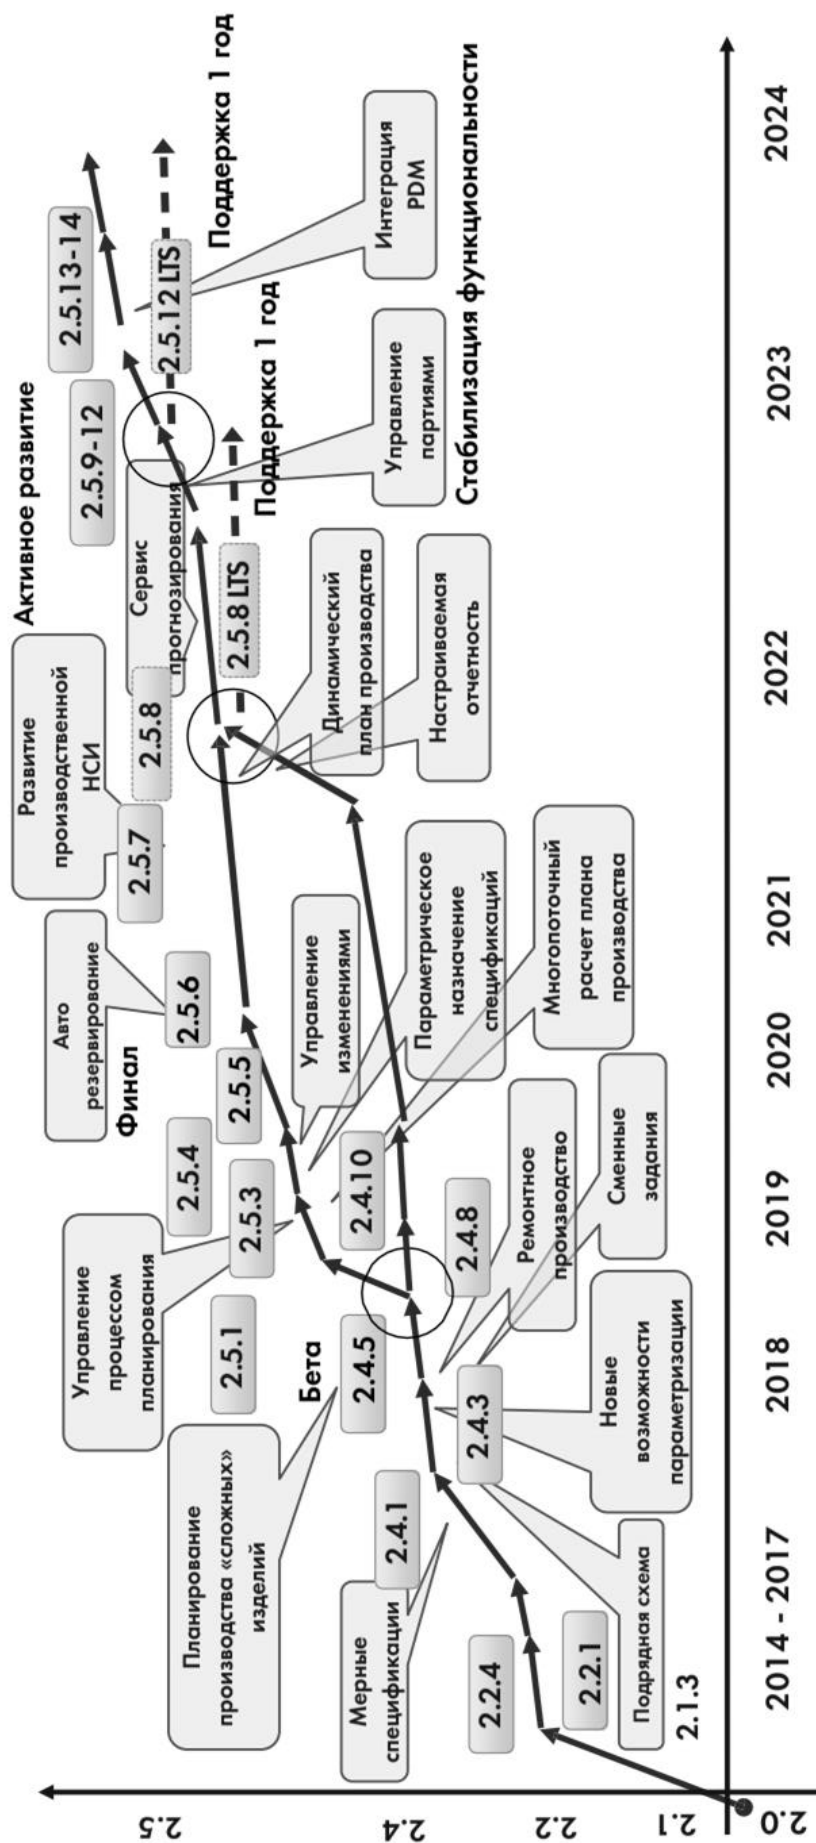 Активное развитие
Развитие
производственной
НСИ
Авто
резервирование
Финал
Управление
процессом
планирования
Планирование
производства «сложных»
изделий
Мерные
спецификации
Бета
2.5.13-14
2.5.9-12
2.5.12 LTS
2.5.8
2.5.7
2.5.6
2.5.5
2.5.4
2.5.3
2.5.1
2.4.10
2.4.8
2.4.5
2.4.3
2.4.1
2.2.4
2.2.1
2.1.3
Сервис
прогнозирования
2.5.8 LTS
Поддержка 1 год
Поддержка 1 год
Интеграция
PDM
Управление
партиями
Стабилизация функциональности
Динамический
план производства
Настраиваемая
отчетность
Управление
изменениями
Параметрическое
назначение
спецификаций
Многопоточный
расчет плана
производства
Ремонтное
производство
Сменные
задания
Новые
возможности
параметризации
Подрядная схема
2.5
2.4
2.2
2.1
2.0
2014 - 2017
2018
2019
2020
2021
2022
2023
2024